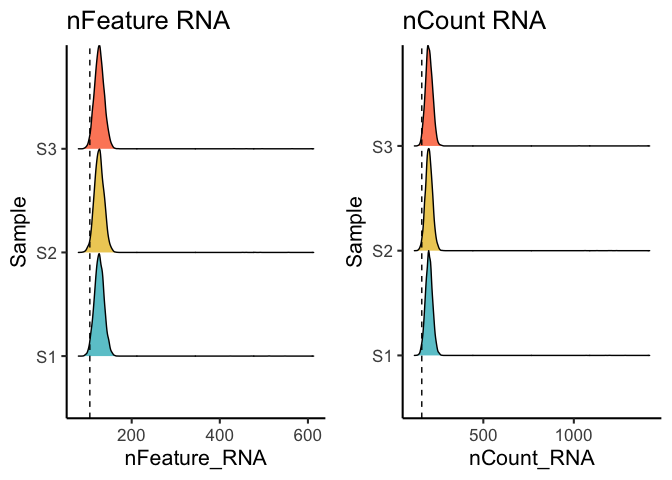 nFeature RNA
Sample
S3
S2
S1
200 400 600
nFeature_RNA
nCount RNA
Sample
S3
S2
S1
500 1000
nCount_RNA